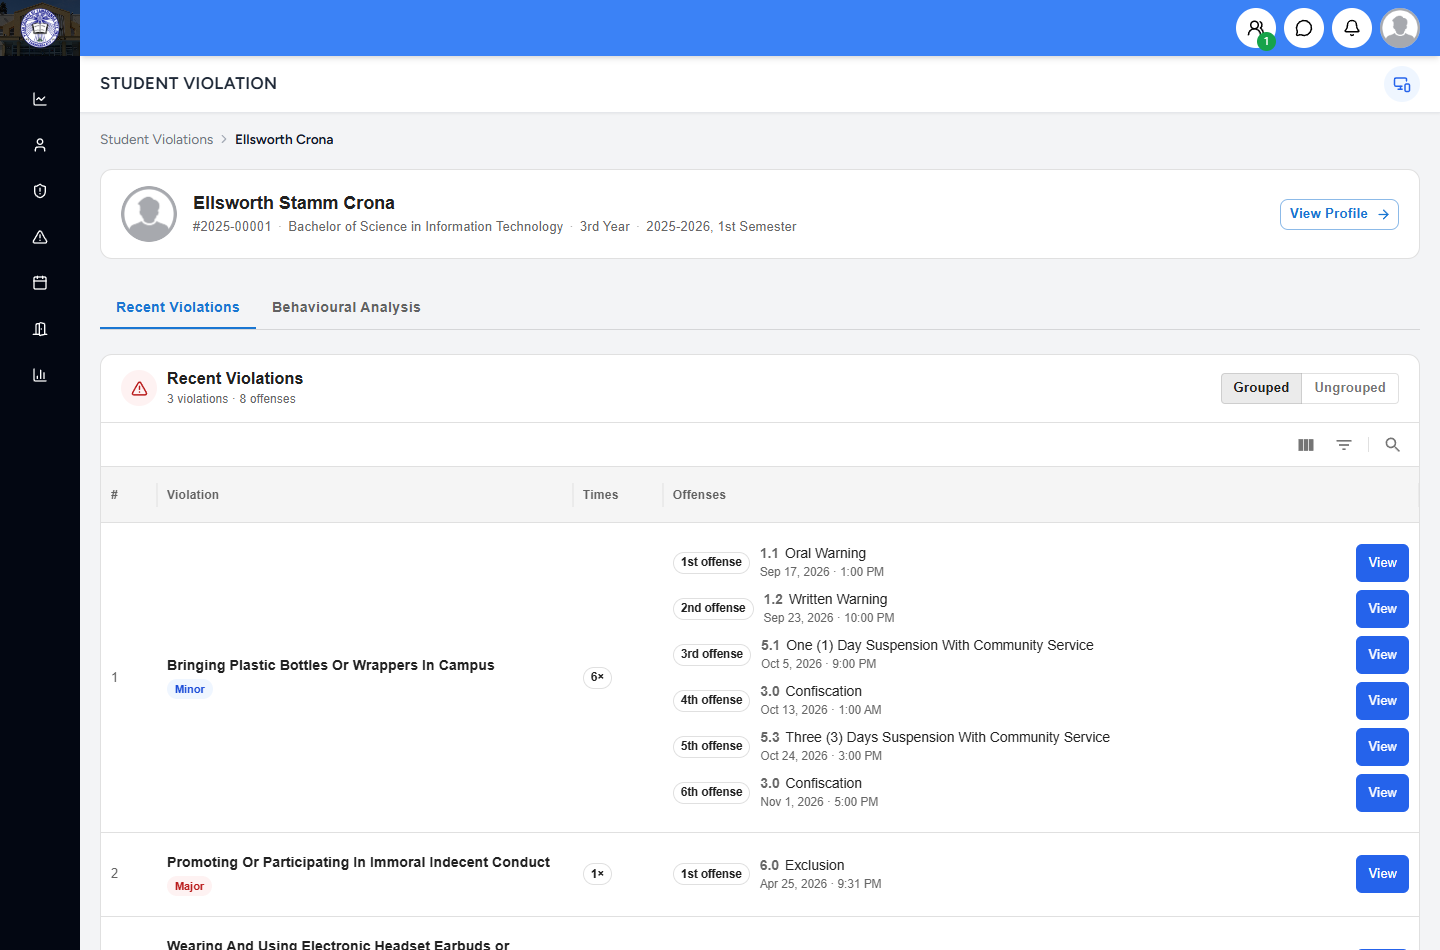 1
STUDENT VIOLATION
Student Violations > Ellsworth Crona
Ellsworth Stamm Crona
#2025-00001 · Bachelor of Science in Information Technology · 3rd Year · 2025-2026, 1st Semester
View Profile →
Recent Violations
Behavioural Analysis
Recent Violations
3 violations · 8 offenses
Grouped
Ungrouped
# Violation Times Offenses
1
Bringing Plastic Bottles Or Wrappers In Campus
Minor
6×
1st offense
1.1 Oral Warning
Sep 17, 2026 · 1:00 PM
View
2nd offense
1.2 Written Warning
Sep 23, 2026 · 10:00 PM
View
3rd offense
5.1 One (1) Day Suspension With Community Service
Oct 5, 2026 · 9:00 PM
View
4th offense
3.0 Confiscation
Oct 13, 2026 · 1:00 AM
View
5th offense
5.3 Three (3) Days Suspension With Community Service
Oct 24, 2026 · 3:00 PM
View
6th offense
3.0 Confiscation
Nov 1, 2026 · 5:00 PM
View
2
Promoting Or Participating In Immoral Indecent Conduct
Major
1×
1st offense
6.0 Exclusion
Apr 25, 2026 · 9:31 PM
View
Wearing And Using Electronic Headset Earbuds or